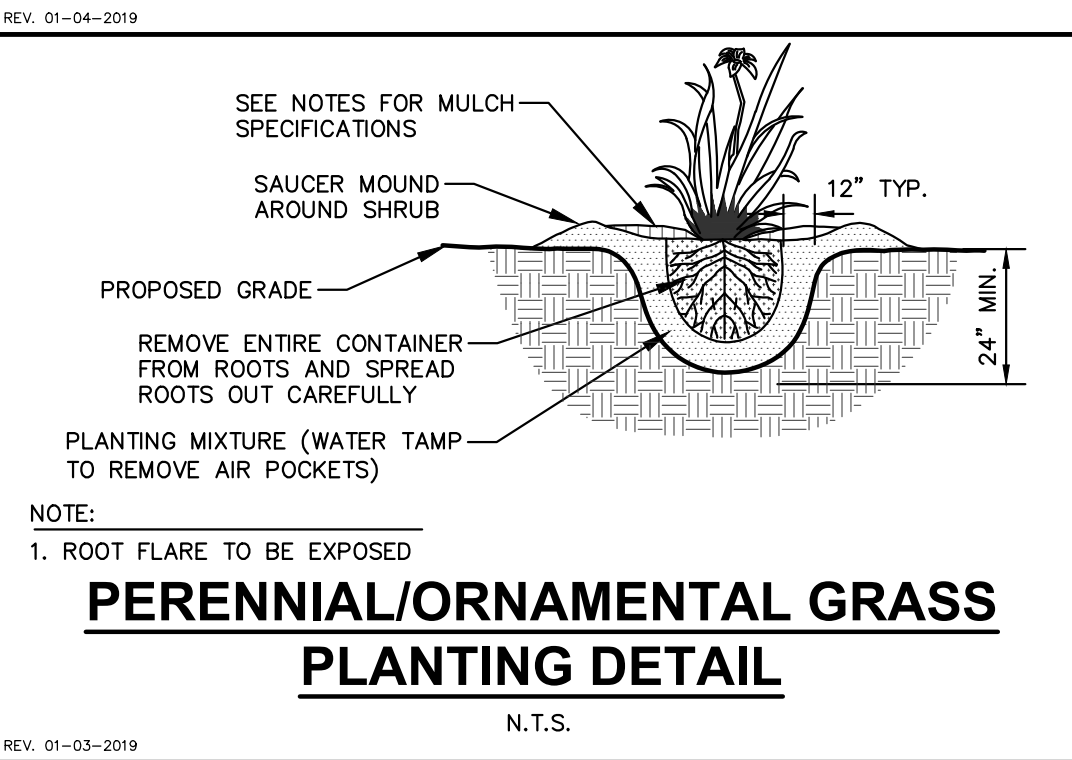 REV. 01-04-2019
SEE NOTES FOR MULCH
SPECIFICATIONS
12" TYP.
SAUCER MOUND
AROUND SHRUB
PROPOSED GRADE
24" MIN.
REMOVE ENTIRE CONTAINER
FROM ROOTS AND SPREAD
ROOTS OUT CAREFULLY
PLANTING MIXTURE (WATER TAMP
TO REMOVE AIR POCKETS)
NOTE:
1. ROOT FLARE TO BE EXPOSED
PERENNIAL/ORNAMENTAL GRASS
PLANTING DETAIL
N.T.S.
REV. 01-03-2019